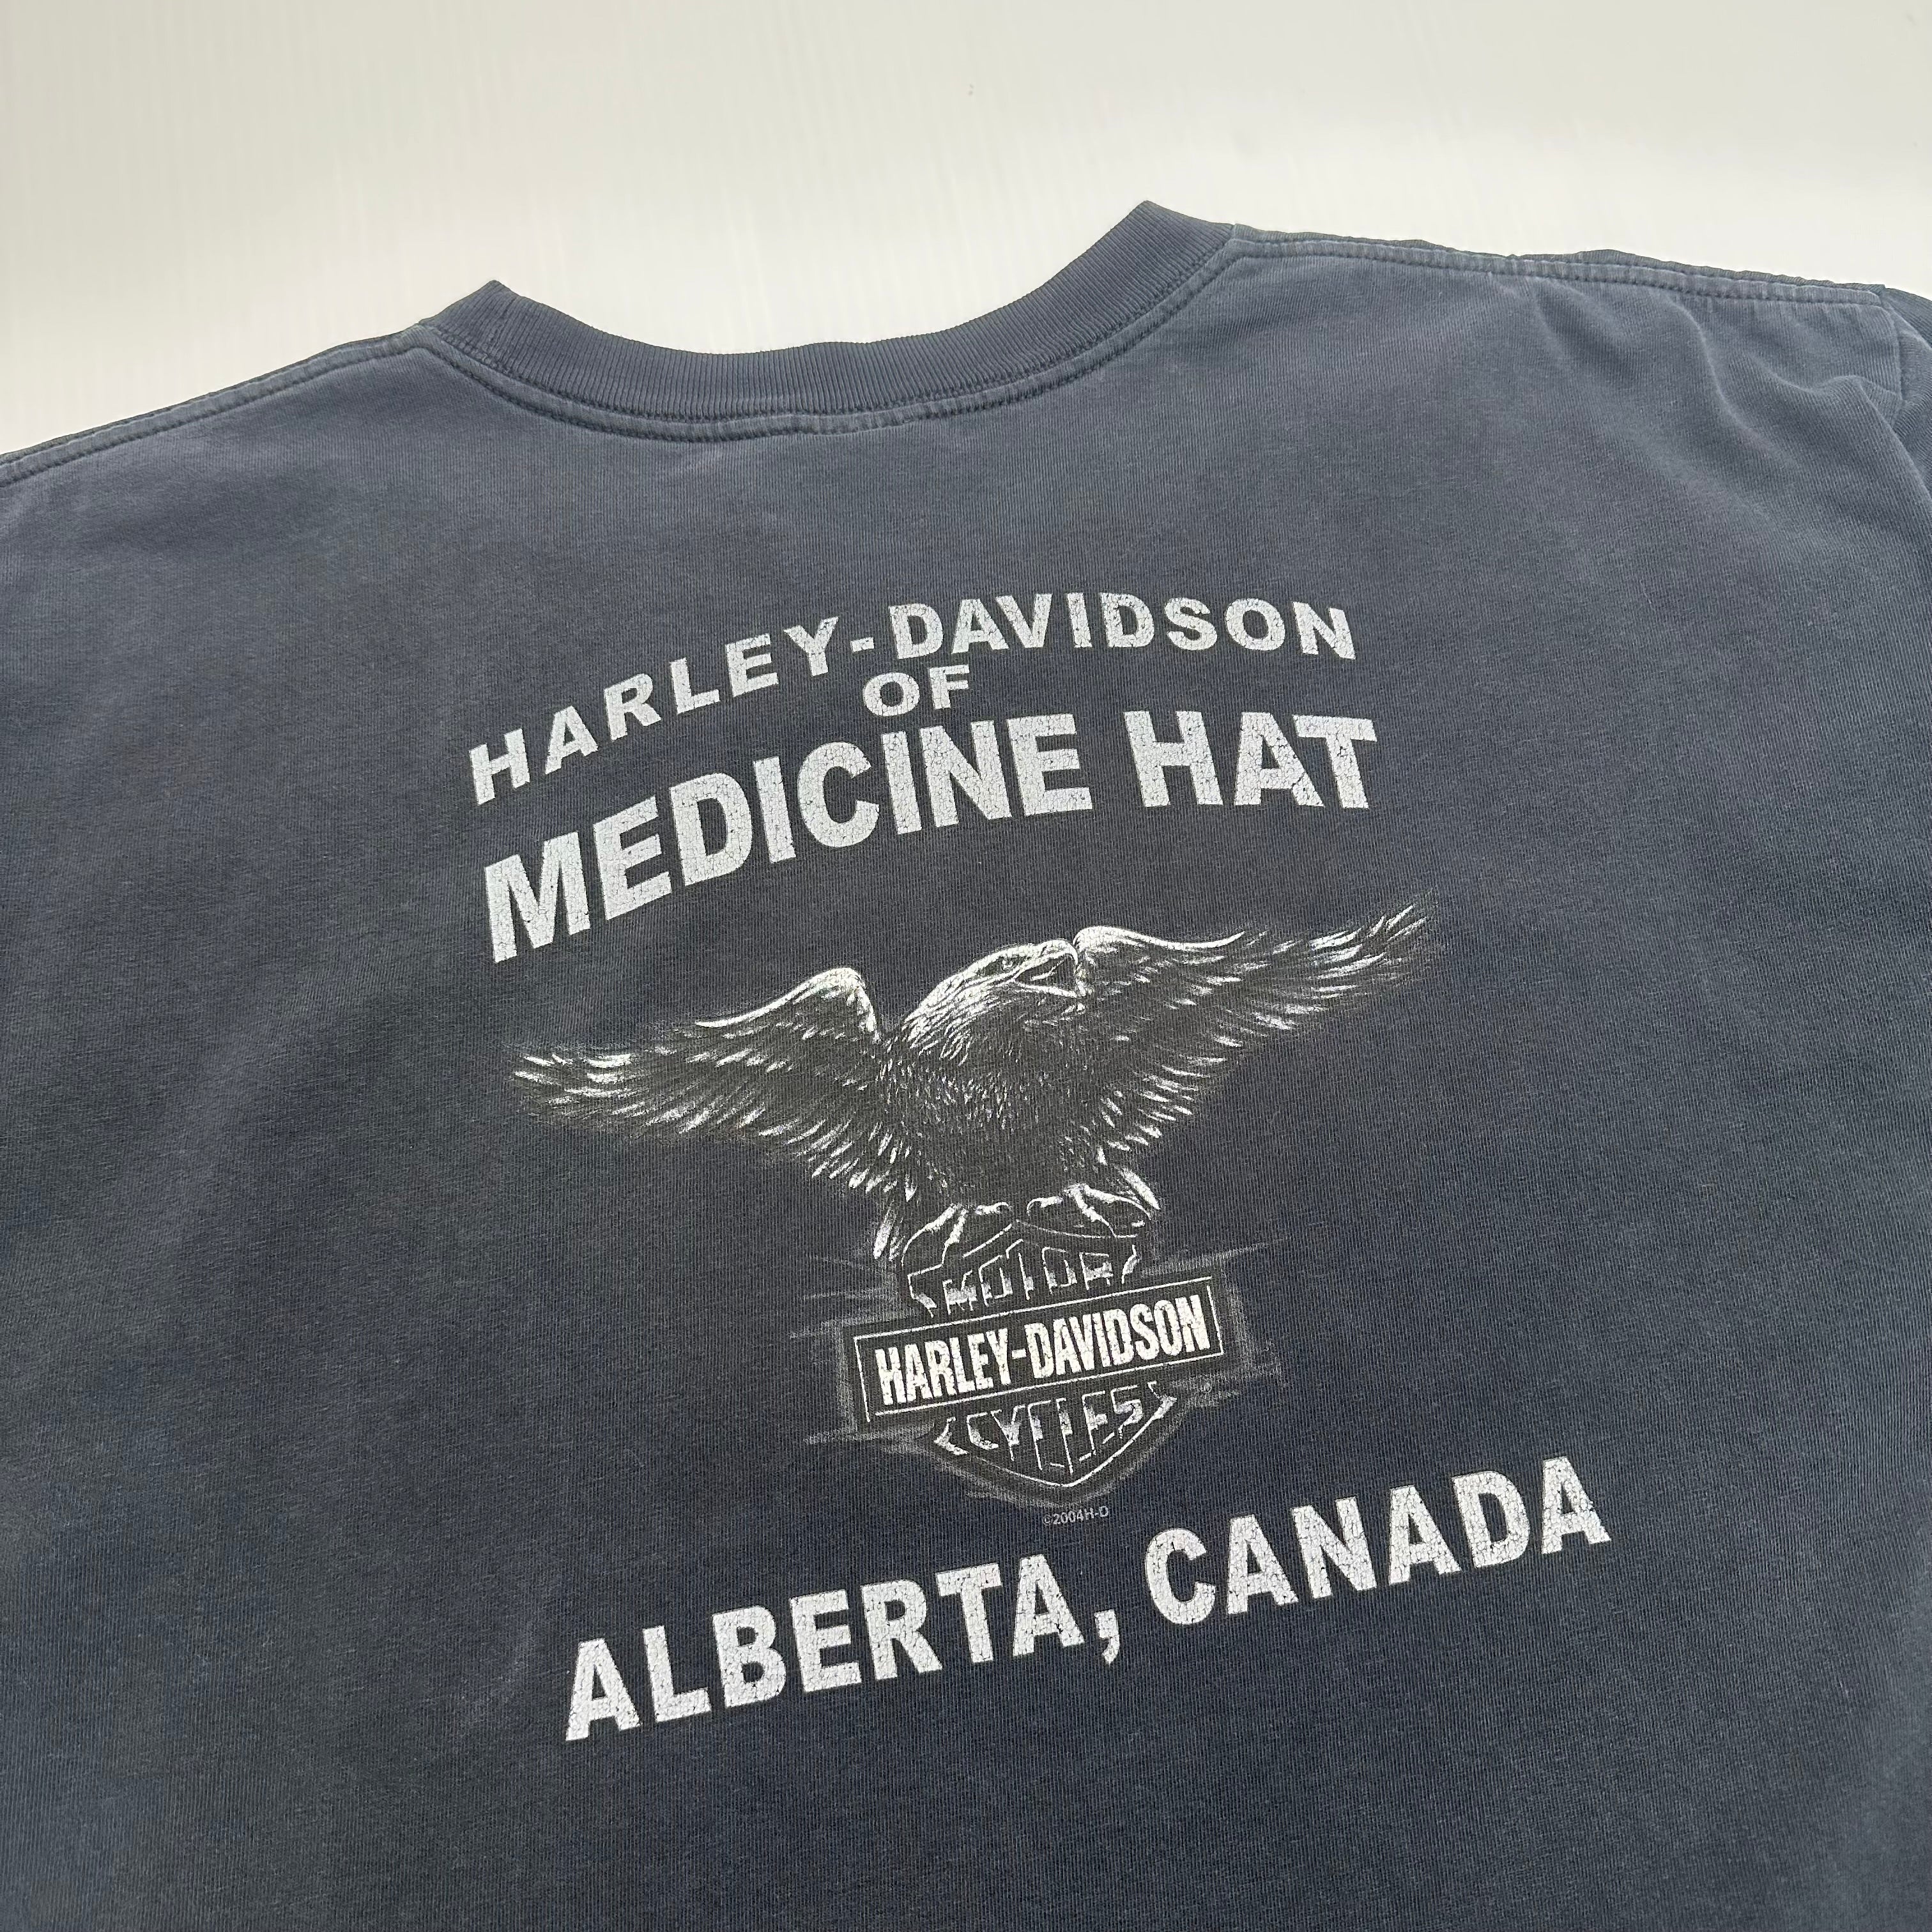 HARLEY-DAVIDSON
OF
MEDICINE HAT
MOTOR
HARLEY-DAVIDSON
CYCLES
©2004H-D
ALBERTA, CANADA